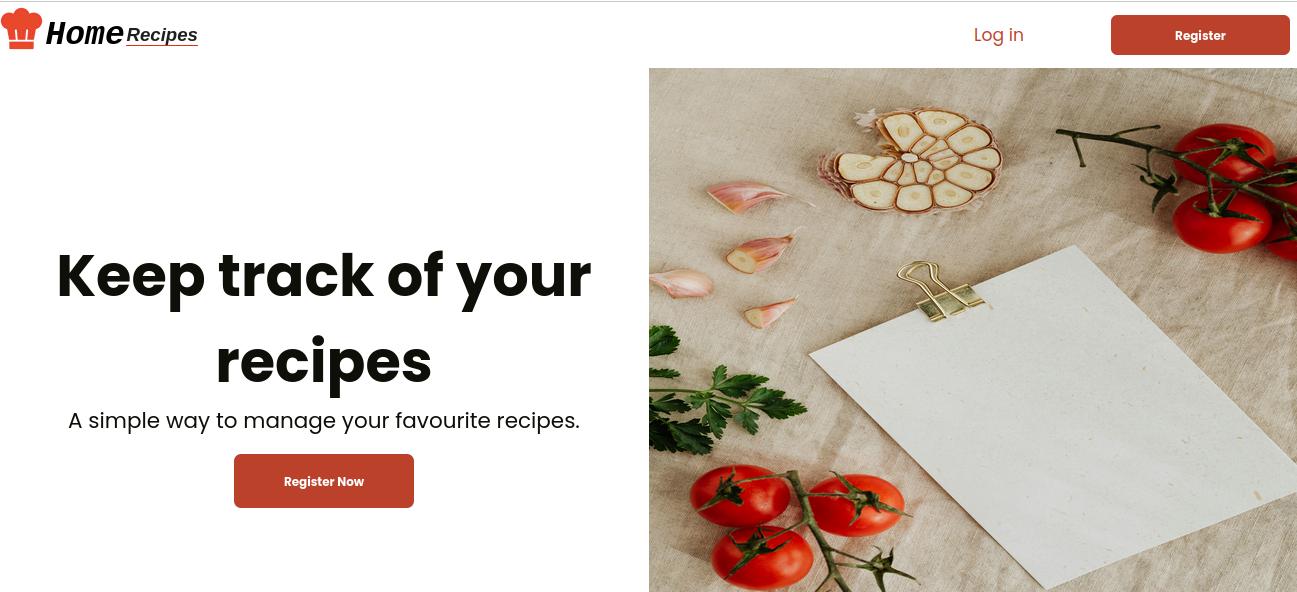 Home Recipes
Log in
Register
Keep track of your
recipes
A simple way to manage your favourite recipes.
Register Now